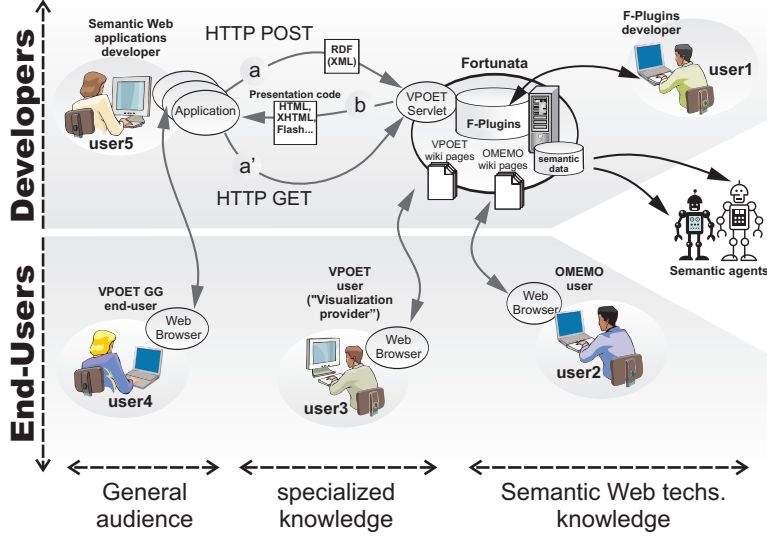 Developers
End-Users
Semantic Web
applications
developer
user5
HTTP POST
a
RDF
(XML)
Application
Presentation code
HTML,
XHTML,
Flash...
b
a'
HTTP GET
Fortunata
VPOET
Servlet
F-Plugins
VPOET
wiki pages
OMEMO
wiki pages
semantic
data
F-Plugins
developer
user1
Semantic agents
VPOET GG
end-user
Web
Browser
user4
VPOET
user
("Visualization
provider")
Web
Browser
user3
OMEMO
user
Web
Browser
user2
General
audience
specialized
knowledge
Semantic Web techs.
knowledge